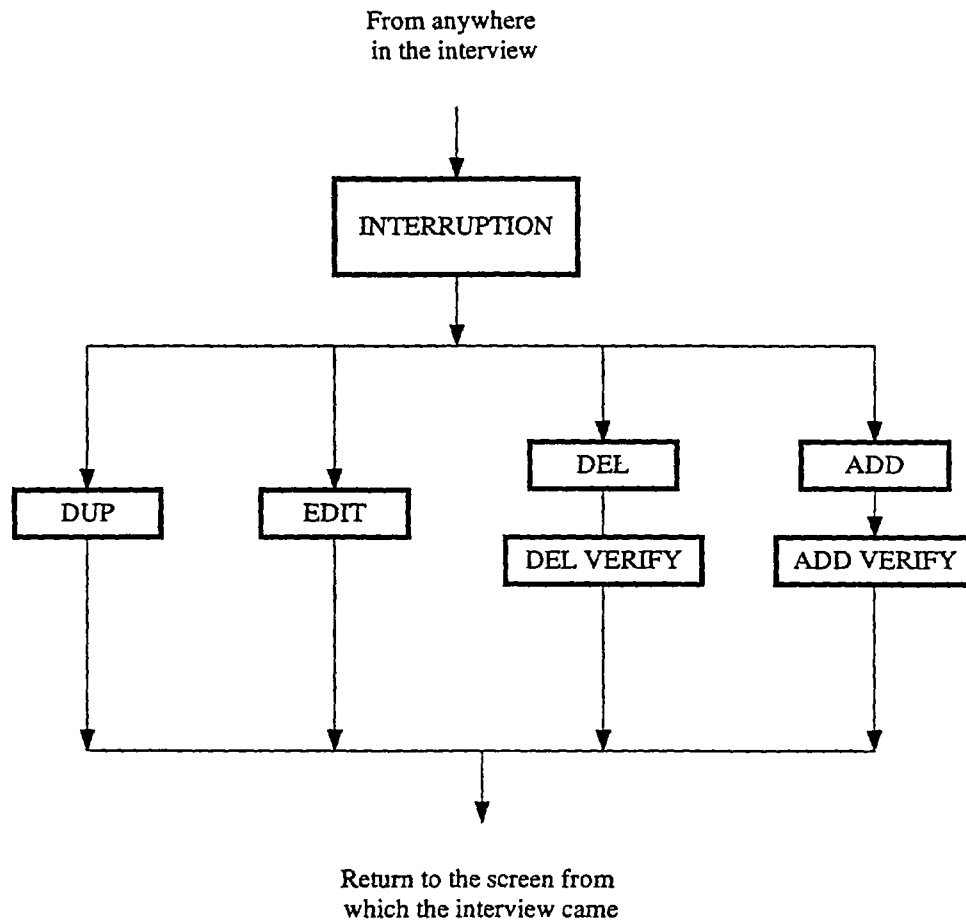 From anywhere
in the interview
INTERRUPTION
DEL
ADD
DUP
EDIT
DEL VERIFY
ADD VERIFY
Return to the screen from
which the interview came